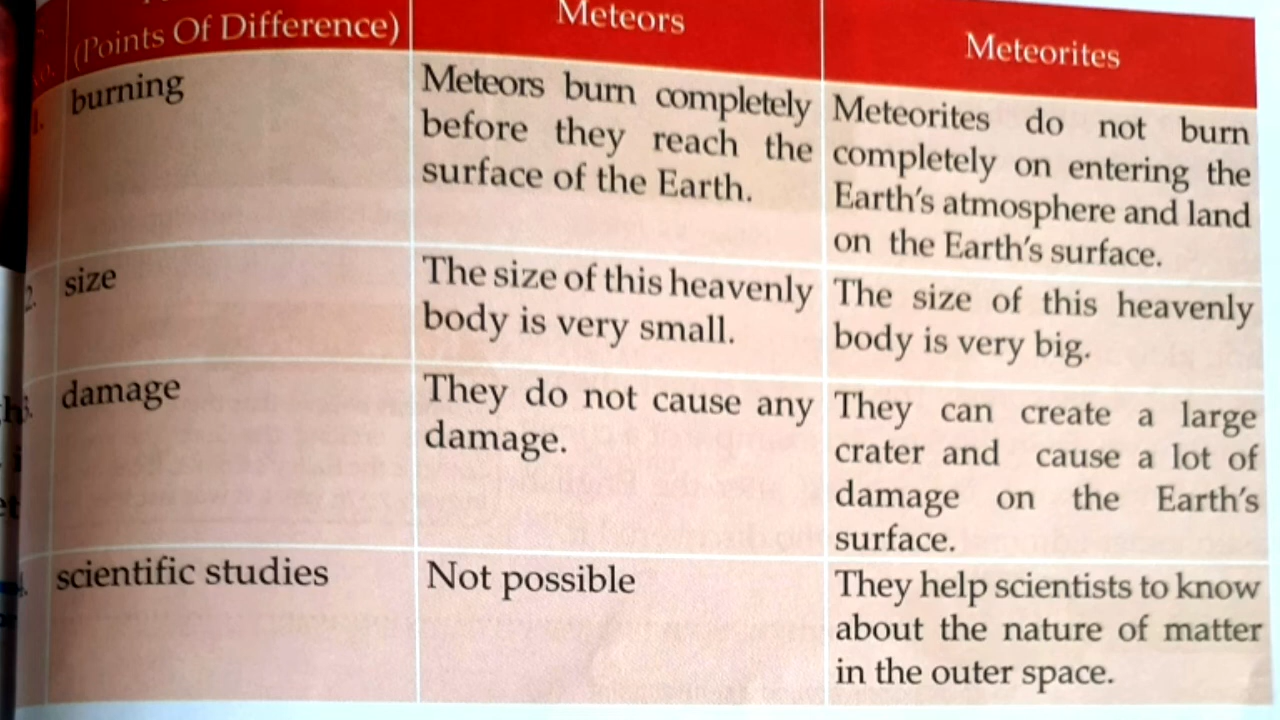 (Points Of Difference)
Meteors
Meteorites
1.
burning
Meteors burn completely
before they reach the
surface of the Earth.
Meteorites do not burn
completely on entering the
Earth's atmosphere and land
on the Earth's surface.
2.
size
The size of this heavenly
body is very small.
The size of this heavenly
body is very big.
3.
damage
They do not cause any
damage.
They can create a large
crater and cause a lot of
damage on the Earth's
surface.
4.
scientific studies
Not possible
They help scientists to know
about the nature of matter
in the outer space.